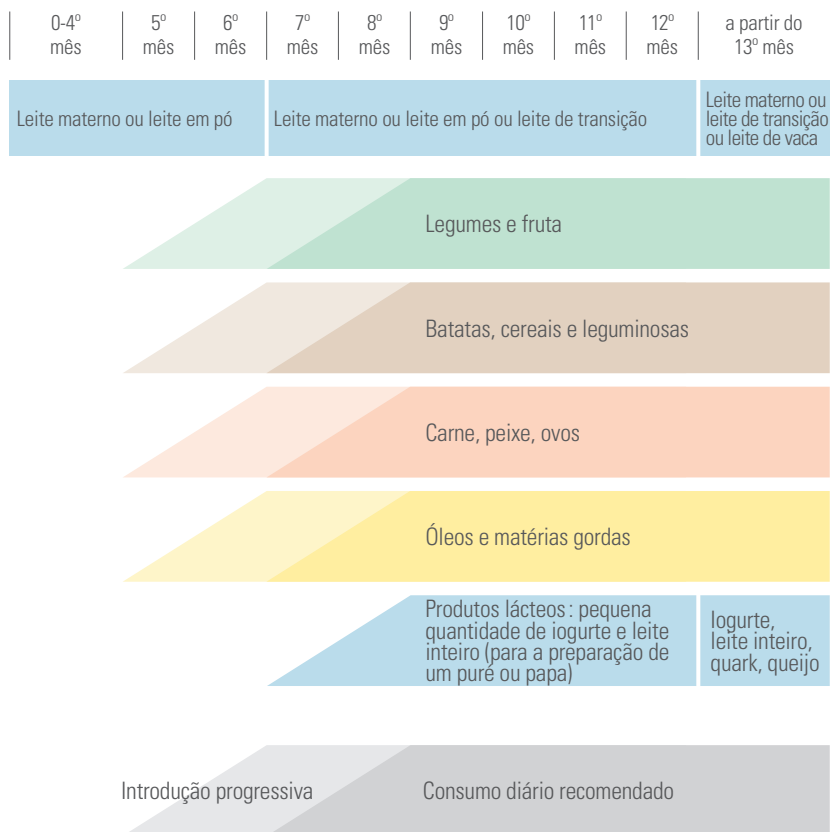 0-4º mês
5º mês
6º mês
7º mês
8º mês
9º mês
10º mês
11º mês
12º mês
a partir do
13º mês
Leite materno ou leite em pó
Leite materno ou leite em pó ou leite de transição
Leite materno ou
leite de transição
ou leite de vaca
Legumes e fruta
Batatas, cereais e leguminosas
Carne, peixe, ovos
Óleos e matérias gordas
Produtos lácteos : pequena
quantidade de iogurte e leite
inteiro (para a preparação de
um puré ou papa)
Iogurte,
leite inteiro,
quark, queijo
Introdução progressiva
Consumo diário recomendado